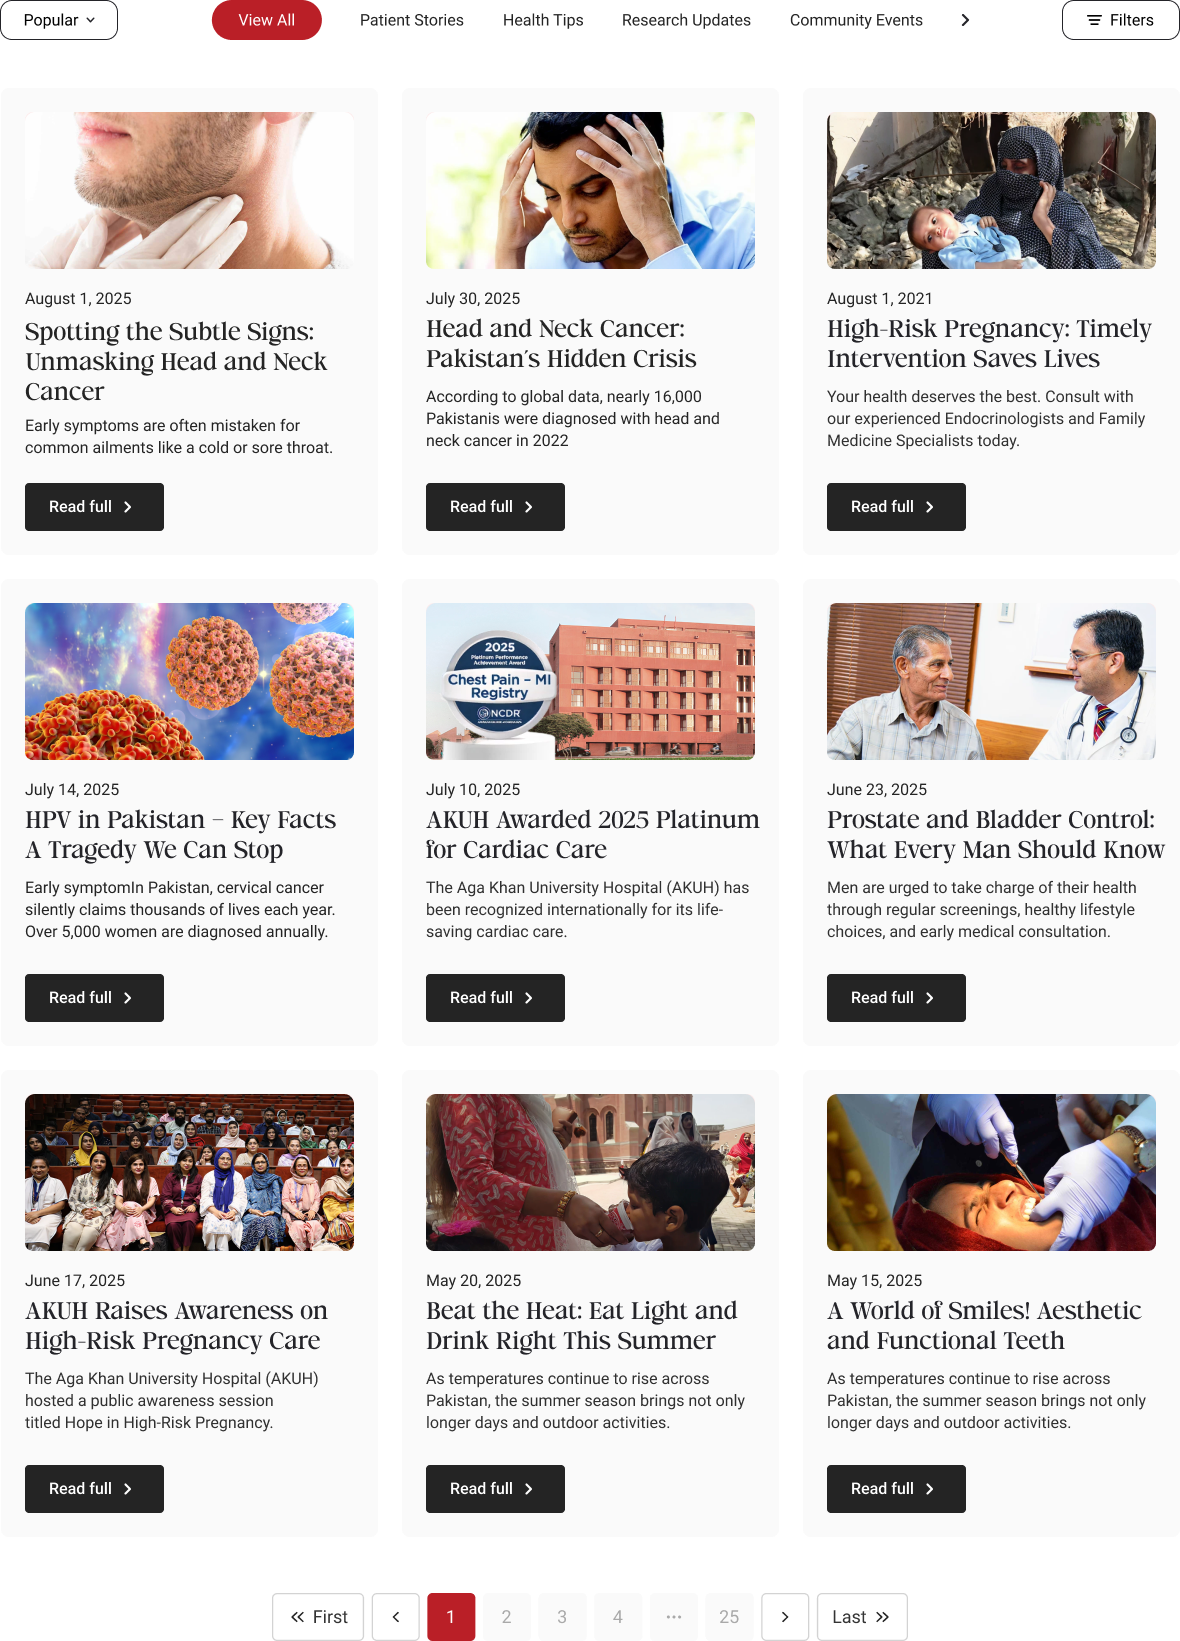 Popular
View All
Patient Stories
Health Tips
Research Updates
Community Events
Filters
August 1, 2025
Spotting the Subtle Signs:
Unmasking Head and Neck
Cancer
Early symptoms are often mistaken for
common ailments like a cold or sore throat.
Read full
July 30, 2025
Head and Neck Cancer:
Pakistan's Hidden Crisis
According to global data, nearly 16,000
Pakistanis were diagnosed with head and
neck cancer in 2022
Read full
August 1, 2021
High-Risk Pregnancy: Timely
Intervention Saves Lives
Your health deserves the best. Consult with
our experienced Endocrinologists and Family
Medicine Specialists today.
Read full
July 14, 2025
HPV in Pakistan – Key Facts
A Tragedy We Can Stop
Early symptomIn Pakistan, cervical cancer
silently claims thousands of lives each year.
Over 5,000 women are diagnosed annually.
Read full
2025
Platinum Performance
Achievement Award
Chest Pain – MI
Registry
NCDR
July 10, 2025
AKUH Awarded 2025 Platinum
for Cardiac Care
The Aga Khan University Hospital (AKUH) has
been recognized internationally for its life-
saving cardiac care.
Read full
June 23, 2025
Prostate and Bladder Control:
What Every Man Should Know
Men are urged to take charge of their health
through regular screenings, healthy lifestyle
choices, and early medical consultation.
Read full
June 17, 2025
AKUH Raises Awareness on
High-Risk Pregnancy Care
The Aga Khan University Hospital (AKUH)
hosted a public awareness session
titled Hope in High-Risk Pregnancy.
Read full
May 20, 2025
Beat the Heat: Eat Light and
Drink Right This Summer
As temperatures continue to rise across
Pakistan, the summer season brings not only
longer days and outdoor activities.
Read full
May 15, 2025
A World of Smiles! Aesthetic
and Functional Teeth
As temperatures continue to rise across
Pakistan, the summer season brings not only
longer days and outdoor activities.
Read full
First
1
2
3
4
...
25
Last